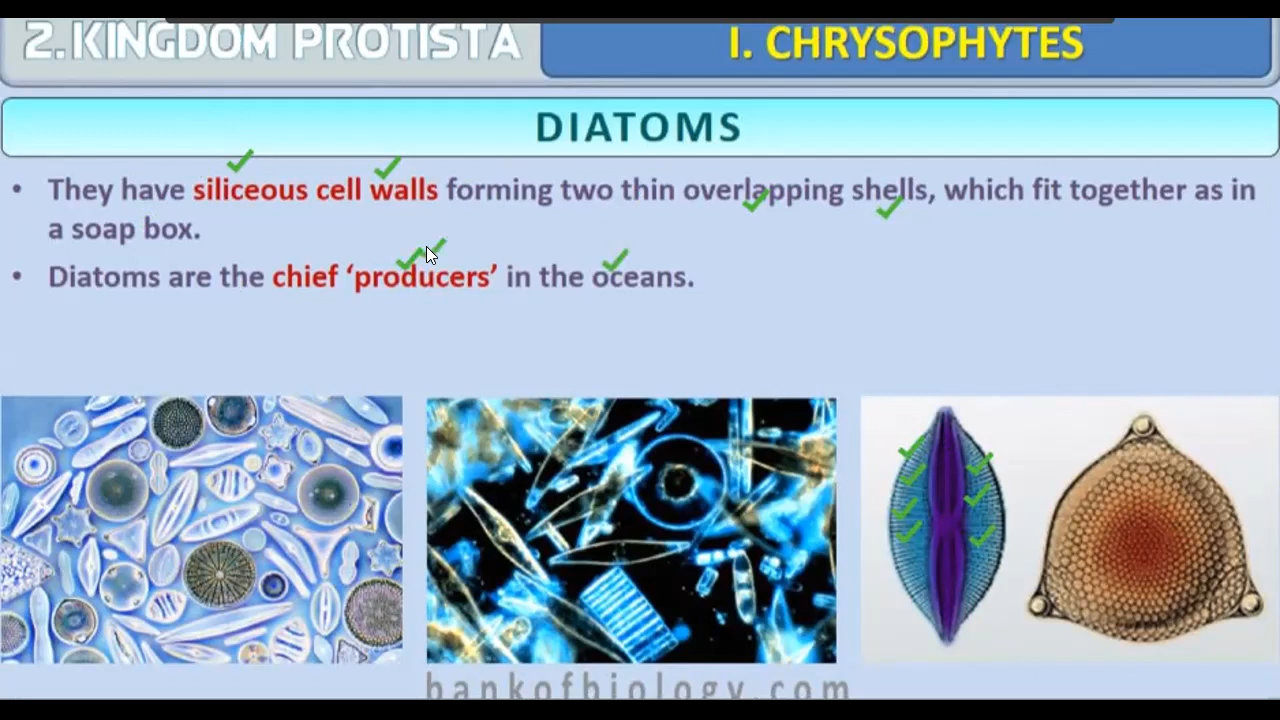 2.KINGDOM PROTISTA
I. CHRYSOPHYTES
DIATOMS
• They have siliceous cell walls forming two thin overlapping shells, which fit together as in
a soap box.
• Diatoms are the chief ‘producers’ in the oceans.
bankofbiology.com